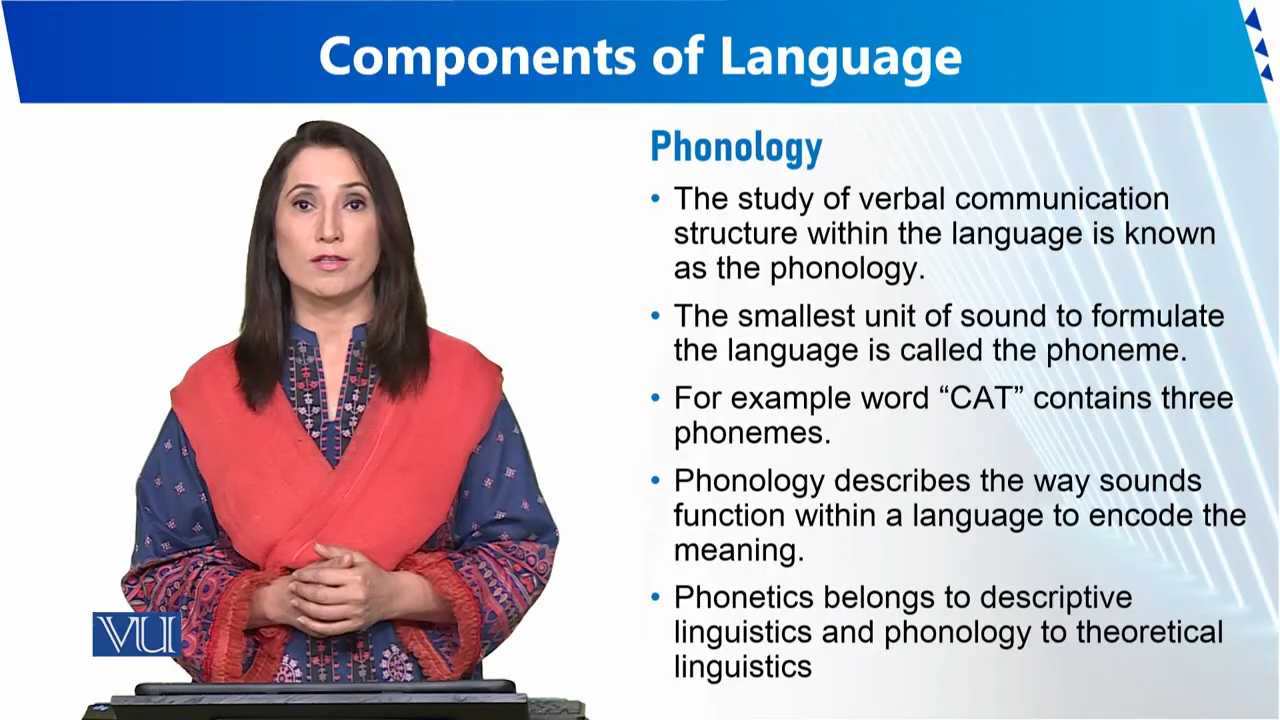 Components of Language
Phonology
• The study of verbal communication
structure within the language is known
as the phonology.
• The smallest unit of sound to formulate
the language is called the phoneme.
• For example word “CAT” contains three
phonemes.
• Phonology describes the way sounds
function within a language to encode the
meaning.
• Phonetics belongs to descriptive
linguistics and phonology to theoretical
linguistics
VU